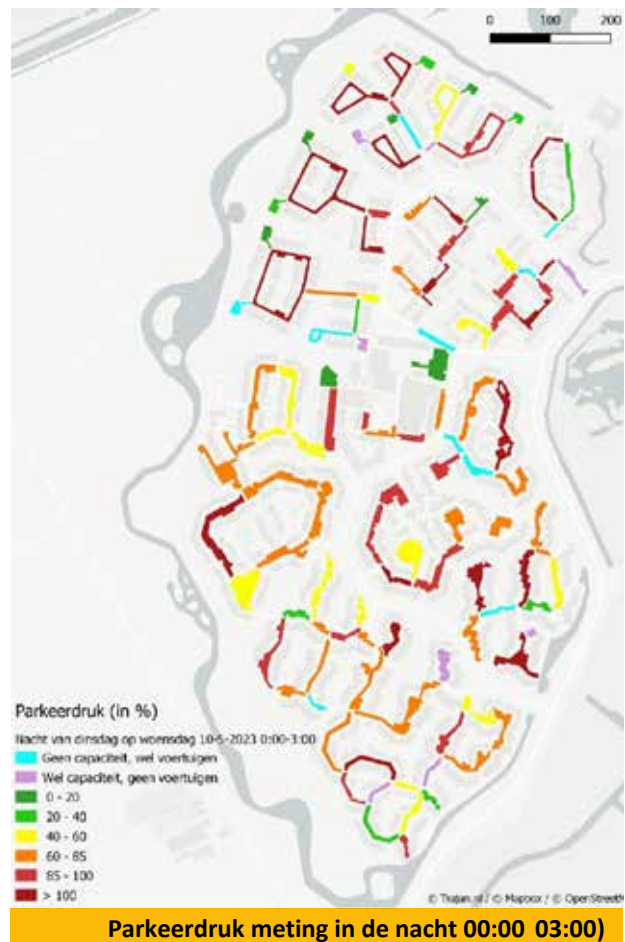 0 100 200
Parkeerdruk (in %)
Nacht van dinsdag op woensdag 10-5-2023 0:00-3:00
Geen capaciteit, wel voertuigen
Wel capaciteit, geen voertuigen
0 - 20
20 - 40
40 - 60
60 - 85
85 - 100
> 100
© Trajan.nl / © Mapbox / © OpenStreetM
Parkeerdruk meting in de nacht 00:00 03:00)